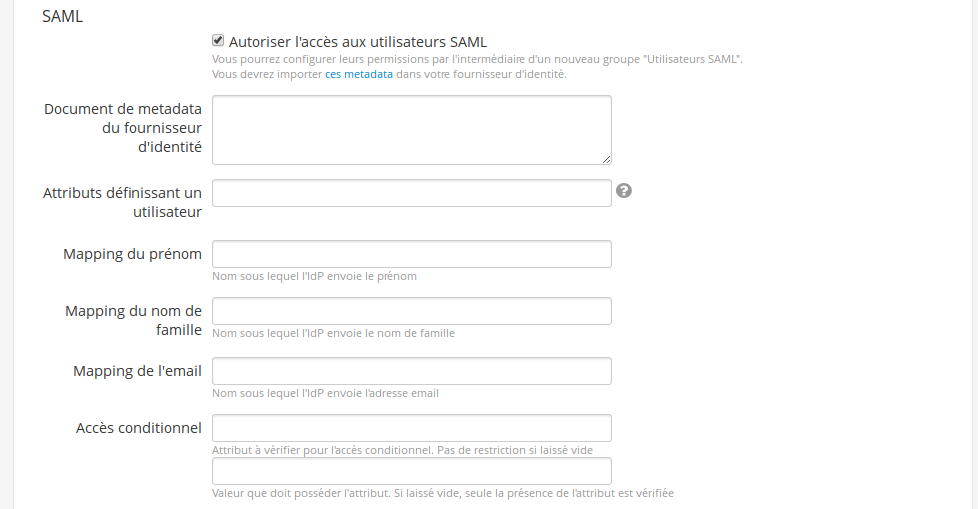 SAML
Autoriser l'accès aux utilisateurs SAML
Vous pourrez configurer leurs permissions par l'intérmédiaire d'un nouveau groupe "Utilisateurs SAML".
Vous devrez importer ces metadata dans votre fournisseur d'identité.
Document de metadata
du fournisseur
d'identité
Attributs définissant un
utilisateur
?
Mapping du prénom
Nom sous lequel l'IdP envoie le prénom
Mapping du nom de
famille
Nom sous lequel l'IdP envoie le nom de famille
Mapping de l'email
Nom sous lequel l'IdP envoie l'adresse email
Accès conditionnel
Attribut à vérifier pour l'accès conditionnel. Pas de restriction si laissé vide
Valeur que doit posséder l'attribut. Si laissé vide, seule la présence de l'attribut est vérifiée